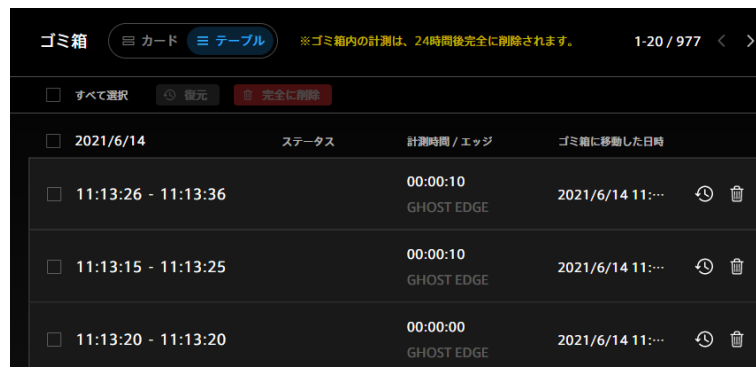 ゴミ箱 カード テーブル ※ゴミ箱内の計測は、24時間後完全に削除されます。 1-20 / 977
すべて選択 復元 完全に削除
2021/6/14 ステータス 計測時間 / エッジ ゴミ箱に移動した日時
11:13:26 - 11:13:36 00:00:10 GHOST EDGE 2021/6/14 11:…
11:13:15 - 11:13:25 00:00:10 GHOST EDGE 2021/6/14 11:…
11:13:20 - 11:13:20 00:00:00 GHOST EDGE 2021/6/14 11:…